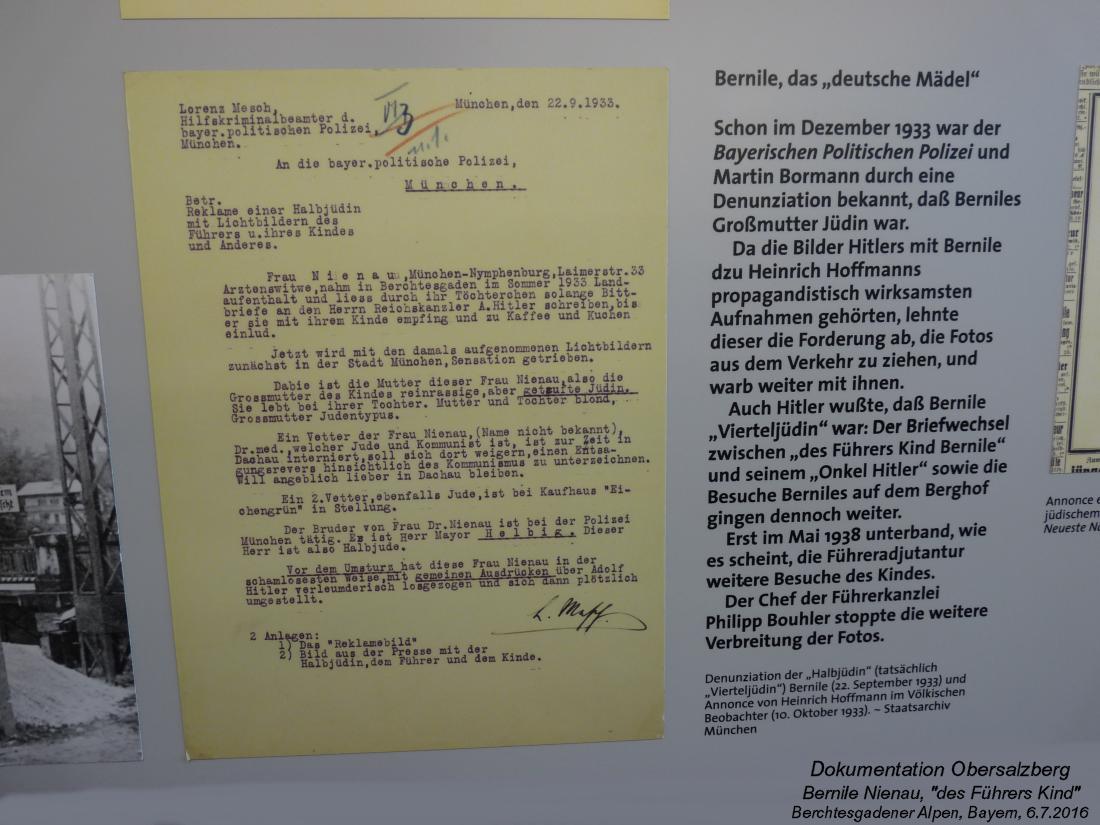 Lorenz Mesch,
Hilfskriminalbeamter d.
bayer.politischen Polizei,
München.
München,den 22.9.1933.
An die bayer.politische Polizei,
München.
Betr.
Reklame einer Halbjüdin
mit Lichtbildern des
Führers u.ihres Kindes
und Anderes.
Frau Nienau,München-Nymphenburg,Laimerstr.33
Arztenswitwe,nahm in Berchtesgaden im Sommer 1933 Land-
aufenthalt und liess durch ihr Töchterchen solange Bitt-
briefe an den Herrn Reichskanzler A.Hitler schreiben,bis
er sie mit ihrem Kinde empfing und zu Kaffee und Kuchen
einlud.
Jetzt wird mit den damals aufgenommenen Lichtbildern
zunächst in der Stadt München,Sensation getrieben.
Dabie ist die Mutter dieser Frau Nienau,also die
Grossmutter des Kindes reinrassige,aber getaufte Jüdin.
Sie lebt bei ihrer Tochter. Mutter und Tochter blond,
Grossmutter Judentypus.
Ein Vetter der Frau Nienau,(Name nicht bekannt),
Dr.med.,welcher Jude und Kommunist ist, ist zur Zeit in
Dachau interniert,soll sich dort weigern,einen Entsa-
gungsrevers hinsichtlich des Kommunismus zu unterzeichnen.
Will angeblich lieber in Dachau bleiben.
Ein 2.Vetter,ebenfalls Jude,ist bei Kaufhaus "Ei-
chengrün" in Stellung.
Der Bruder von Frau Dr.Nienau ist bei der Polizei
München tätig. Es ist Herr Mayor Helbig. Dieser
Herr ist also Halbjude.
Vor dem Umsturz hat diese Frau Nienau in der
schamlosesten Weise,mit gemeinen Ausdrücken über Adolf
Hitler verleumderisch losgezogen und sich dann plötzlich
umgestellt.
2 Anlagen:
1) Das "Reklamebild"
2) Bild aus der Presse mit der
Halbjüdin,dem Führer und dem Kinde.
Bernile, das „deutsche Mädel“
Schon im Dezember 1933 war der
Bayerischen Politischen Polizei und
Martin Bormann durch eine
Denunziation bekannt, daß Berniles
Großmutter Jüdin war.
Da die Bilder Hitlers mit Bernile
dzu Heinrich Hoffmanns
propagandistisch wirksamsten
Aufnahmen gehörten, lehnte
dieser die Forderung ab, die Fotos
aus dem Verkehr zu ziehen, und
warb weiter mit ihnen.
Auch Hitler wußte, daß Bernile
„Vierteljüdin“ war: Der Briefwechsel
zwischen „des Führers Kind Bernile“
und seinem „Onkel Hitler“ sowie die
Besuche Berniles auf dem Berghof
gingen dennoch weiter.
Erst im Mai 1938 unterband, wie
es scheint, die Führeradjutantur
weitere Besuche des Kindes.
Der Chef der Führerkanzlei
Philipp Bouhler stoppte die weitere
Verbreitung der Fotos.
Denunziation der „Halbjüdin“ (tatsächlich
„Vierteljüdin“) Bernile (22. September 1933) und
Annonce von Heinrich Hoffmann im Völkischen
Beobachter (10. Oktober 1933). ~ Staatsarchiv
München
Annonce
jüdischem
Neueste
Dokumentation Obersalzberg
Bernile Nienau, "des Führers Kind"
Berchtesgadener Alpen, Bayern, 6.7.2016